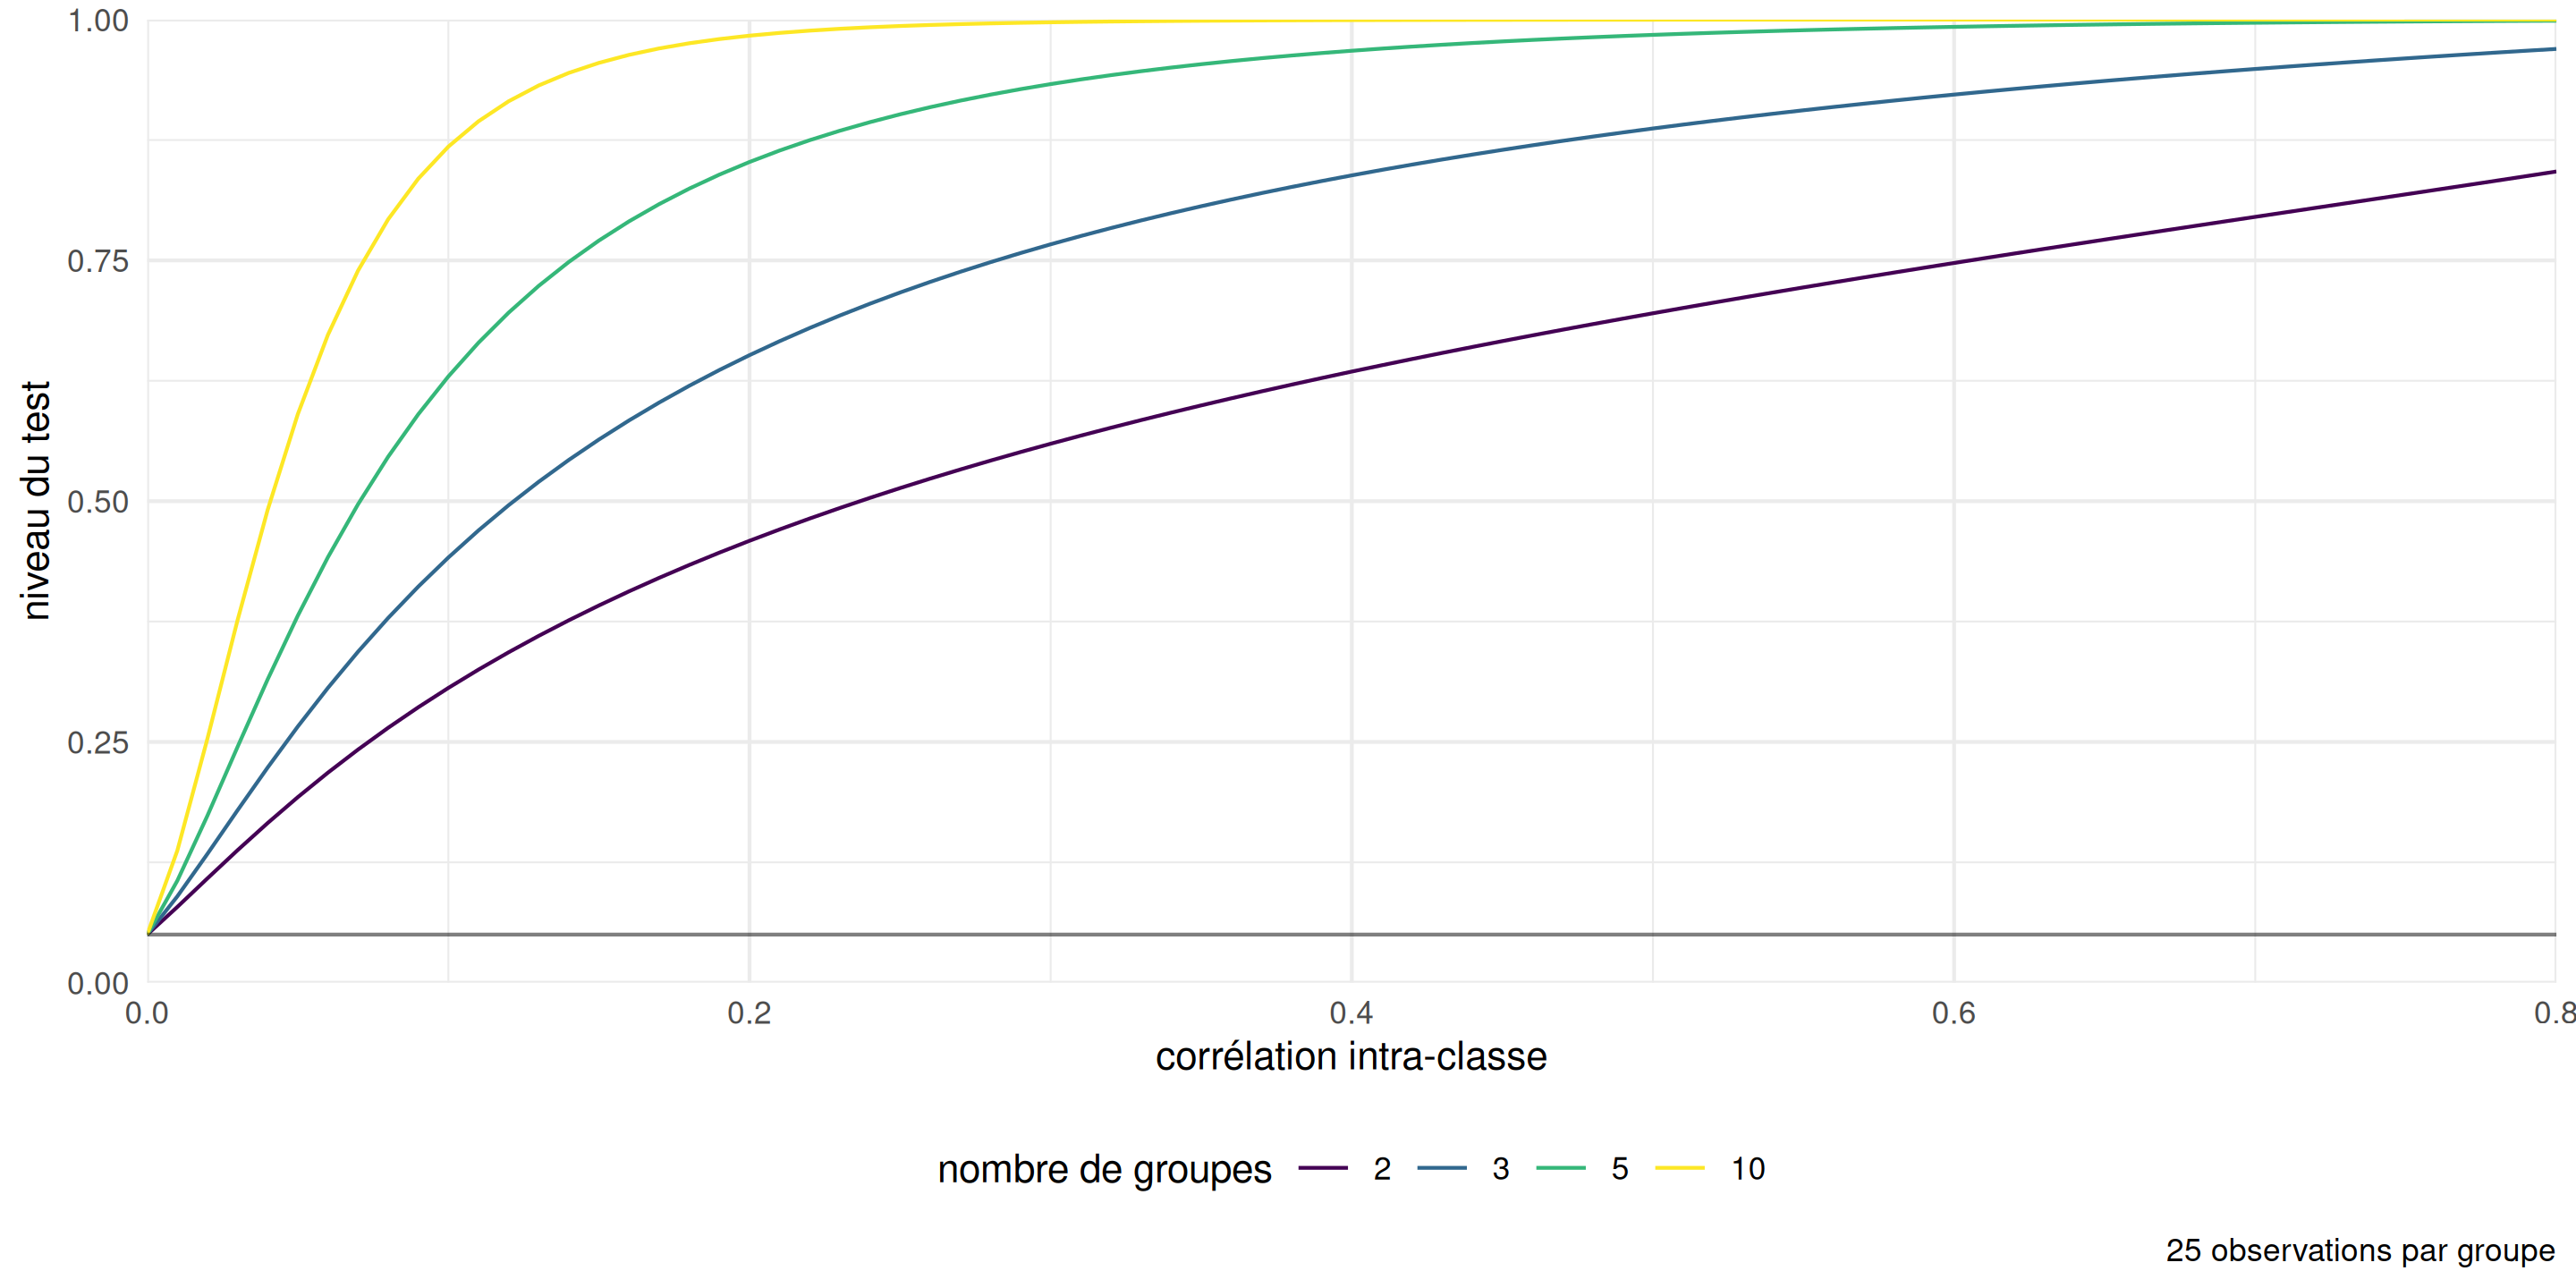 1.00
0.75
0.50
0.25
0.00
niveau du test
0.0 0.2 0.4 0.6 0.8
corrélation intra-classe
nombre de groupes 2 3 5 10
25 observations par groupe